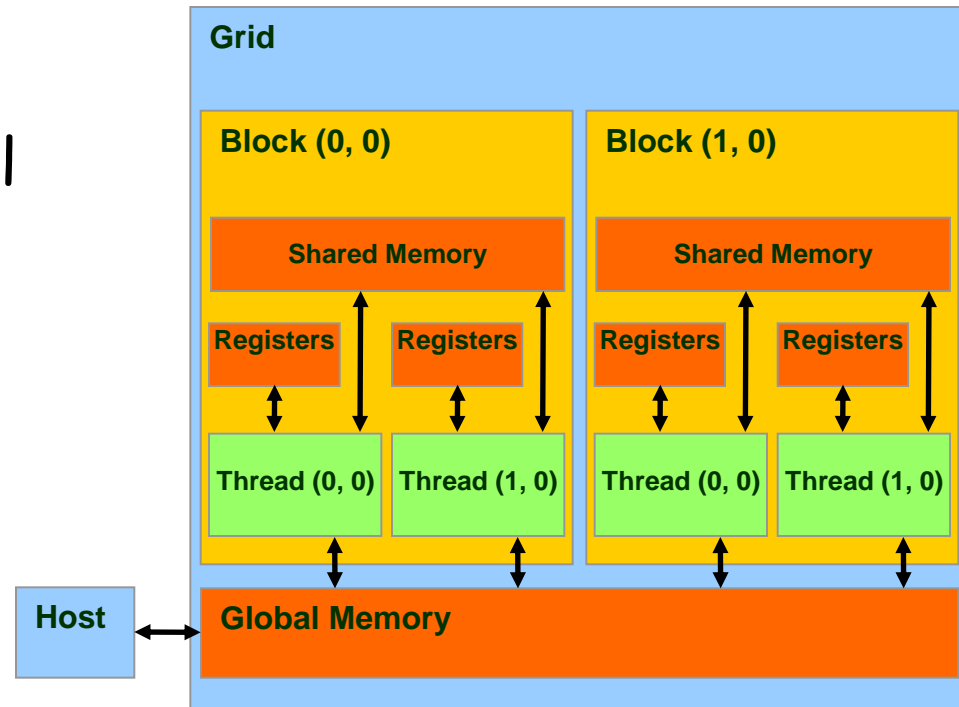 Grid
Block (0, 0)
Block (1, 0)
Shared Memory
Shared Memory
Registers
Registers
Registers
Registers
Thread (0, 0)
Thread (1, 0)
Thread (0, 0)
Thread (1, 0)
Host
Global Memory